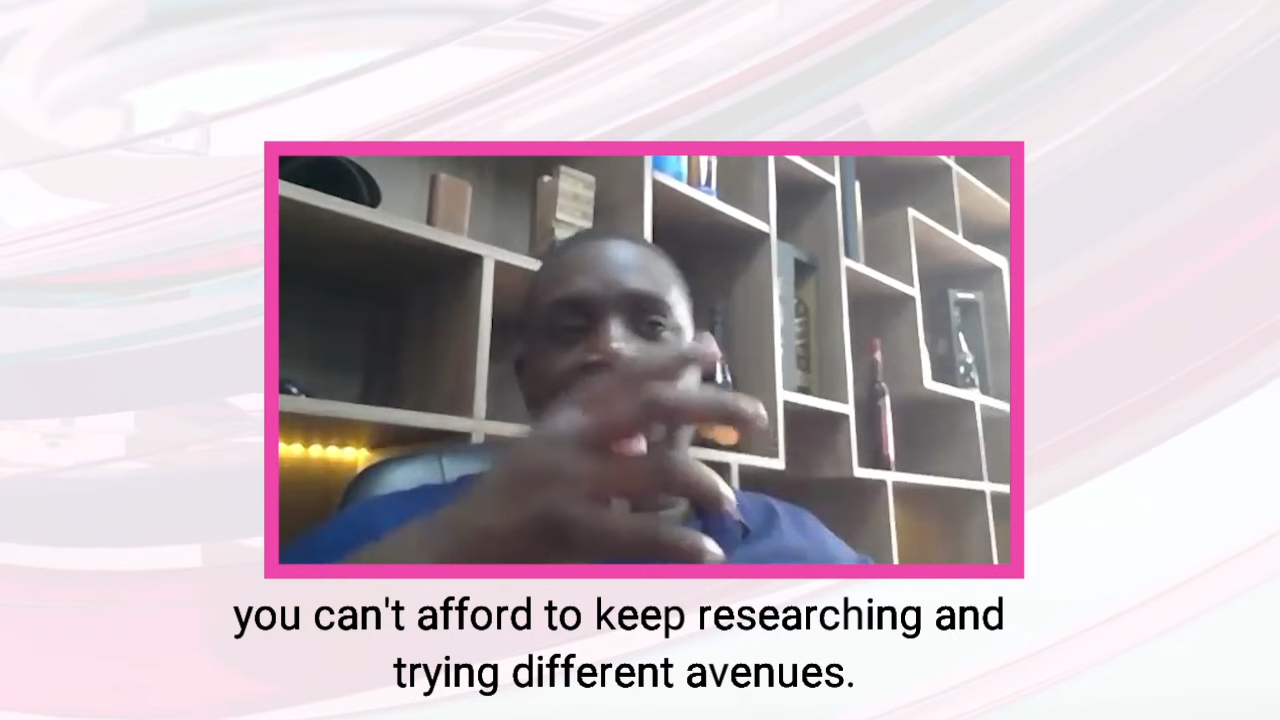 you can't afford to keep researching and
trying different avenues.